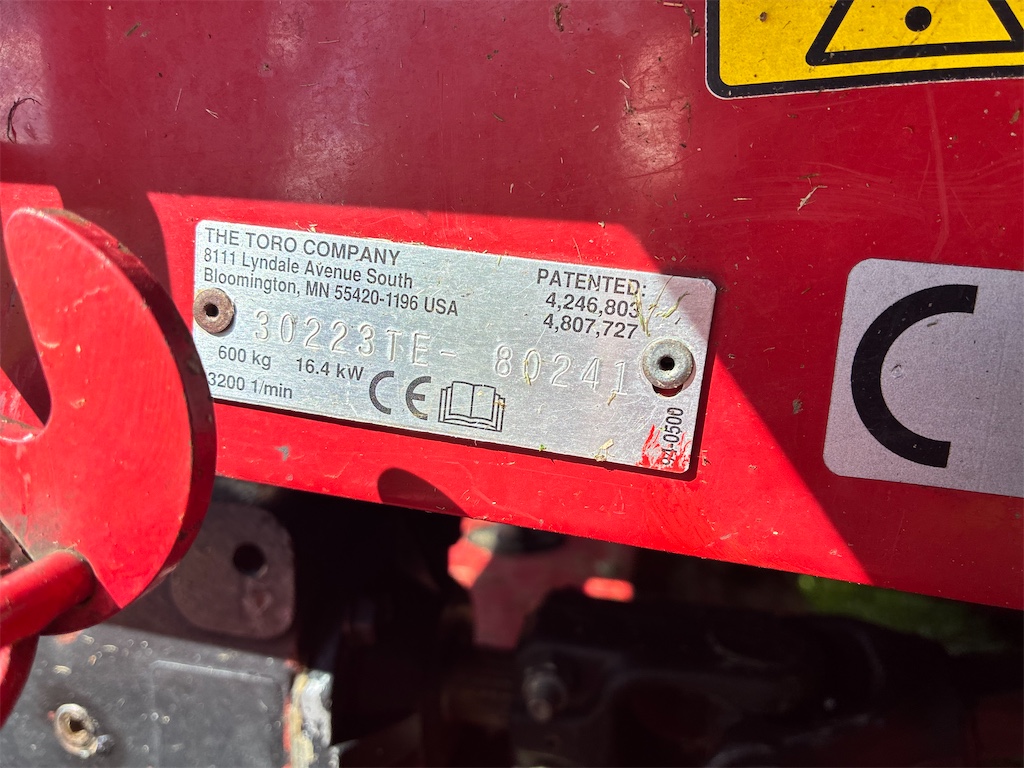 THE TORO COMPANY
8111 Lyndale Avenue South
Bloomington, MN 55420-1196 USA
PATENTED:
4,246,803
4,807,727
30223TE- 80241
600 kg 16.4 kW
3200 1/min
CE
94-0500
C